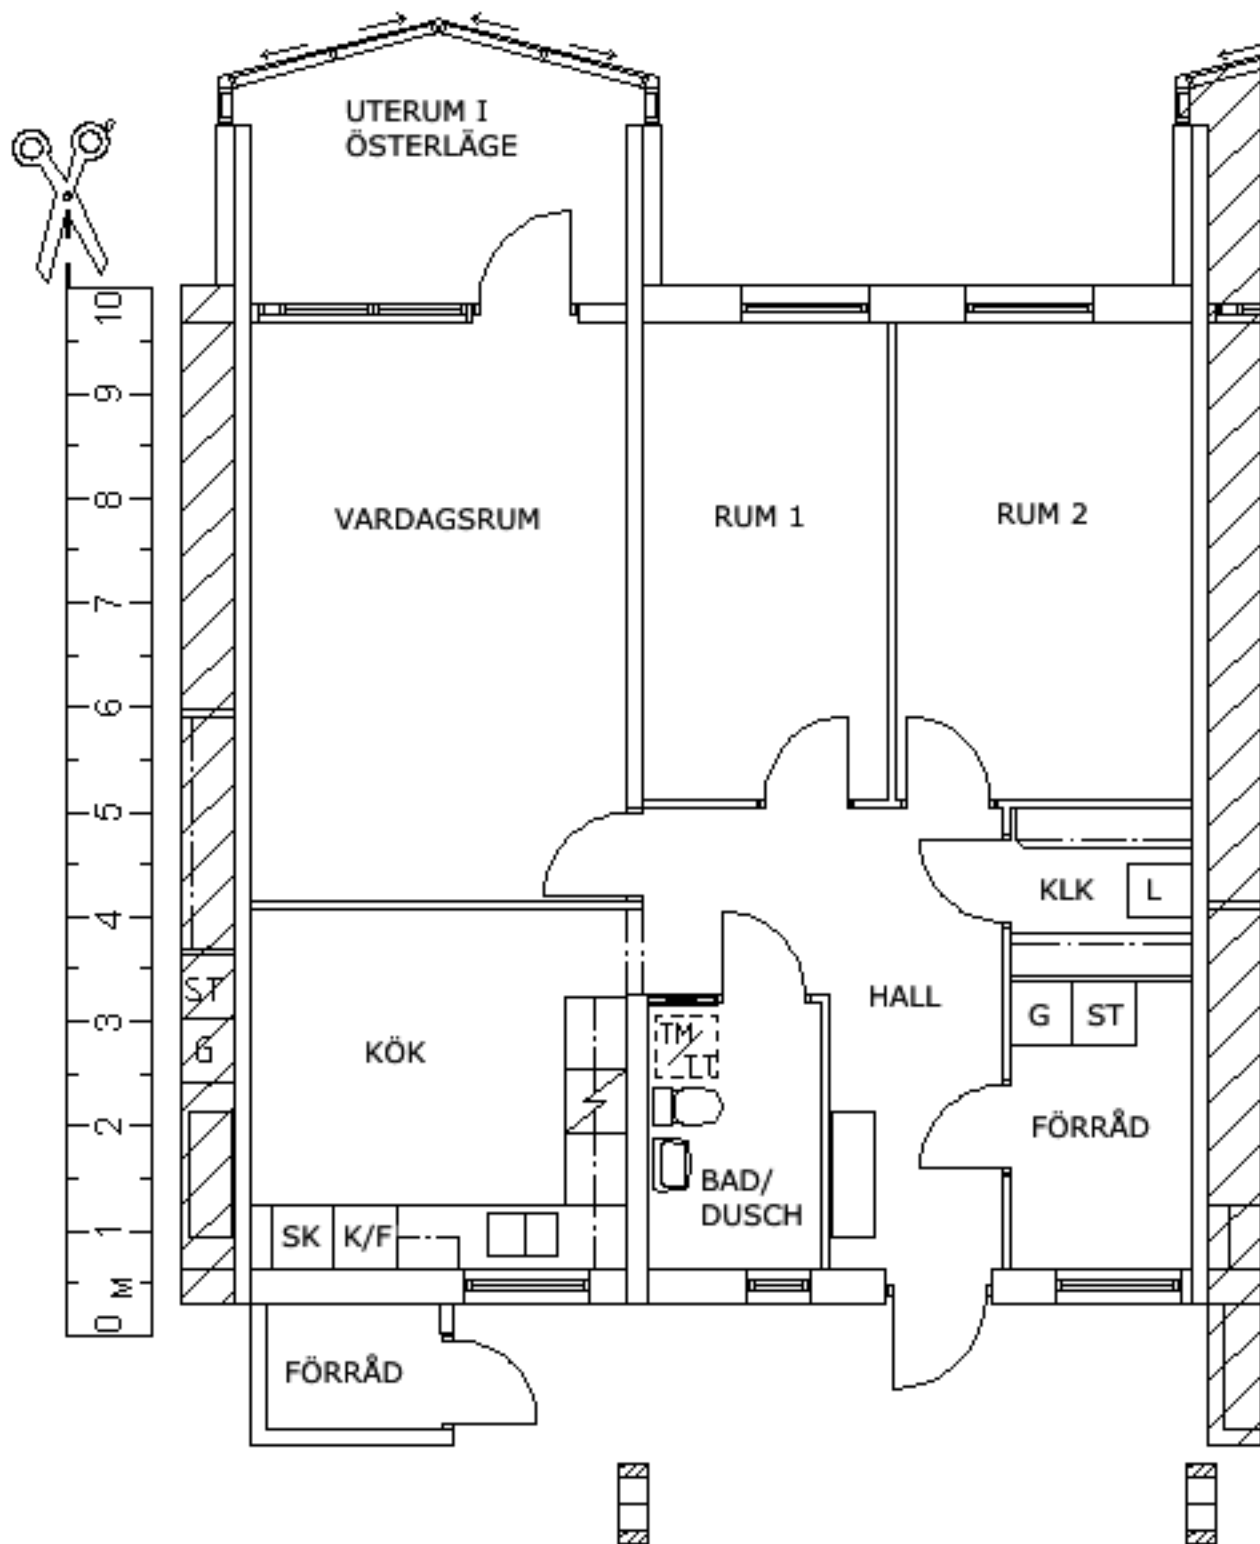 UTERUM I
ÖSTERLÄGE
10
9
8
7
6
5
4
3
2
1
M
0
VARDAGSRUM
RUM 1
RUM 2
KLK
L
ST
G
HALL
G
ST
KÖK
TM
LT
FÖRRÅD
BAD/
DUSCH
SK
K/F
FÖRRÅD